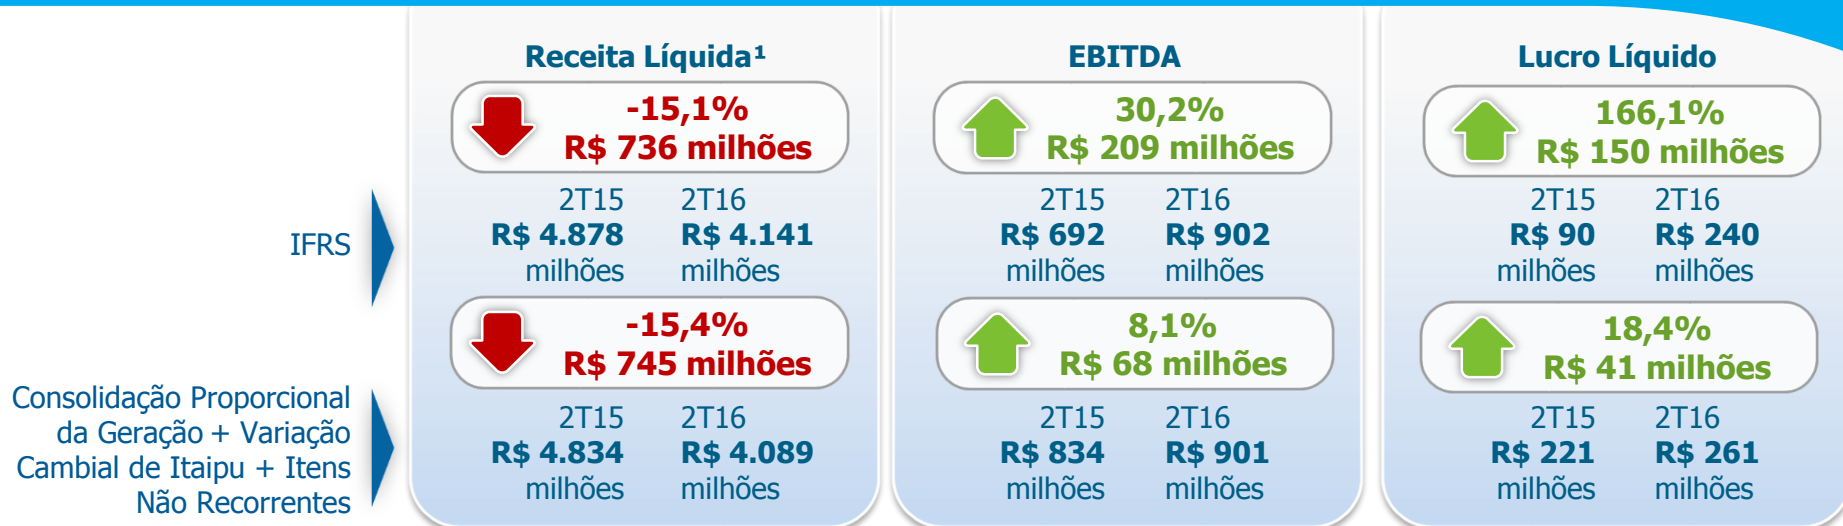 Receita Líquida¹
-15,1%
R$ 736 milhões
EBITDA
30,2%
R$ 209 milhões
Lucro Líquido
166,1%
R$ 150 milhões
IFRS
2T15 2T16
R$ 4.878 R$ 4.141
milhões milhões
2T15 2T16
R$ 692 R$ 902
milhões milhões
2T15 2T16
R$ 90 R$ 240
milhões milhões
-15,4%
R$ 745 milhões
8,1%
R$ 68 milhões
18,4%
R$ 41 milhões
Consolidação Proporcional
da Geração + Variação
Cambial de Itaipu + Itens
Não Recorrentes
2T15 2T16
R$ 4.834 R$ 4.089
milhões milhões
2T15 2T16
R$ 834 R$ 901
milhões milhões
2T15 2T16
R$ 221 R$ 261
milhões milhões